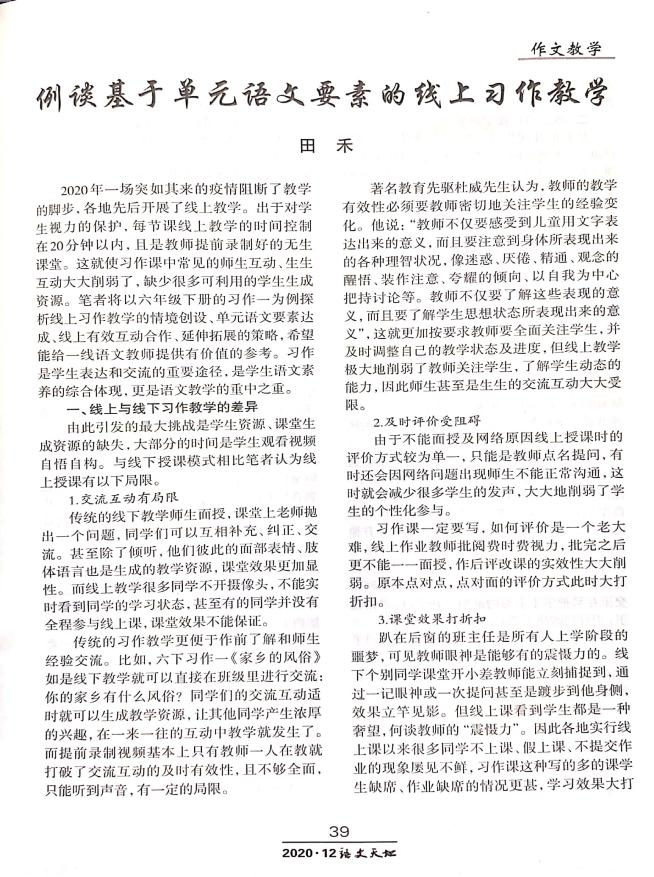 作文教学
例谈基于单元语文要素的线上习作教学
田 禾
2020年一场突如其来的疫情阻断了教学
的脚步，各地先后开展了线上教学。出于对学
生视力的保护，每节课线上教学的时间控制
在20分钟以内，且是教师提前录制好的无生
课堂。这就使习作课中常见的师生互动、生生
互动大大削弱了，缺少很多可利用的学生生成
资源。笔者将以六年级下册的习作一为例探
析线上习作教学的情境创设、单元语文要素达
成、线上有效互动合作、延伸拓展的策略，希望
能给一线语文教师提供有价值的参考。习作
是学生表达和交流的重要途径，是学生语文素
养的综合体现，更是语文教学的重中之重。
一、线上与线下习作教学的差异
由此引发的最大挑战是学生资源、课堂生
成资源的缺失，大部分的时间是学生观看视频
自悟自构。与线下授课模式相比笔者认为线
上授课有以下局限。
1.交流互动有局限
传统的线下教学师生面授，课堂上老师抛
出一个问题，同学们可以互相补充、纠正、交
流。甚至除了倾听，他们彼此的面部表情、肢
体语言也是生成的教学资源，课堂效果更加显
性。而线上教学很多同学不开摄像头，不能实
时看到同学的学习状态，甚至有的同学并没有
全程参与线上课，课堂效果不能保证。
传统的习作教学更便于作前了解和师生
经验交流。比如，六下习作一《家乡的风俗》
如是线下教学就可以直接在班级里进行交流：
你的家乡有什么风俗？同学们的交流互动适
时就可以生成教学资源，让其他同学产生浓厚
的兴趣，在一来一往的互动中教学就发生了。
而提前录制视频基本上只有教师一人在教就
打破了交流互动的及时有效性，且不够全面，
只能听到声音，有一定的局限。
著名教育先驱杜威先生认为，教师的教学
有效性必须要教师密切地关注学生的经验变
化。他说：“教师不仅要感受到儿童用文字表
达出来的意义，而且要注意到身体所表现出来
的各种理智状况，像迷惑、厌倦、精通、观念的
醒悟、装作注意、夸耀的倾向、以自我为中心
把持讨论等。教师不仅要了解这些表现的意
义，而且要了解学生思想状态所表现出来的意
义”，这就更加按要求教师要全面关注学生，并
及时调整自己的教学状态及进度，但线上教学
极大地削弱了教师关注学生，了解学生动态的
能力，因此师生甚至是生生的交流互动大大受
限。
2.及时评价受阻碍
由于不能面授及网络原因线上授课时的
评价方式较为单一，只能是教师点名提问，有
时还会因网络问题出现师生不能正常沟通，这
时就会减少很多学生的发声，大大地削弱了学
生的个性化参与。
习作课一定要写，如何评价是一个老大
难，线上作业教师批阅费时费视力，批完之后
更不能一一面授，作后评改课的实效性大大削
弱。原本点对点，点对面的评价方式此时大打
折扣。
3.课堂效果打折扣
趴在后窗的班主任是所有人上学阶段的
噩梦，可见教师眼神是能够有的震慑力的。线
下个别同学课堂开小差教师能立刻捕捉到，通
过一记眼神或一次提问甚至是踱步到他身侧，
效果立竿见影。但线上课看到学生都是一种
奢望，何谈教师的“震慑力”。因此各地实行线
上课以来很多同学不上课、假上课、不提交作
业的现象屡见不鲜，习作课这种写的多的课学
生缺席、作业缺席的情况更甚，学习效果大打
39
2020·12语文天地